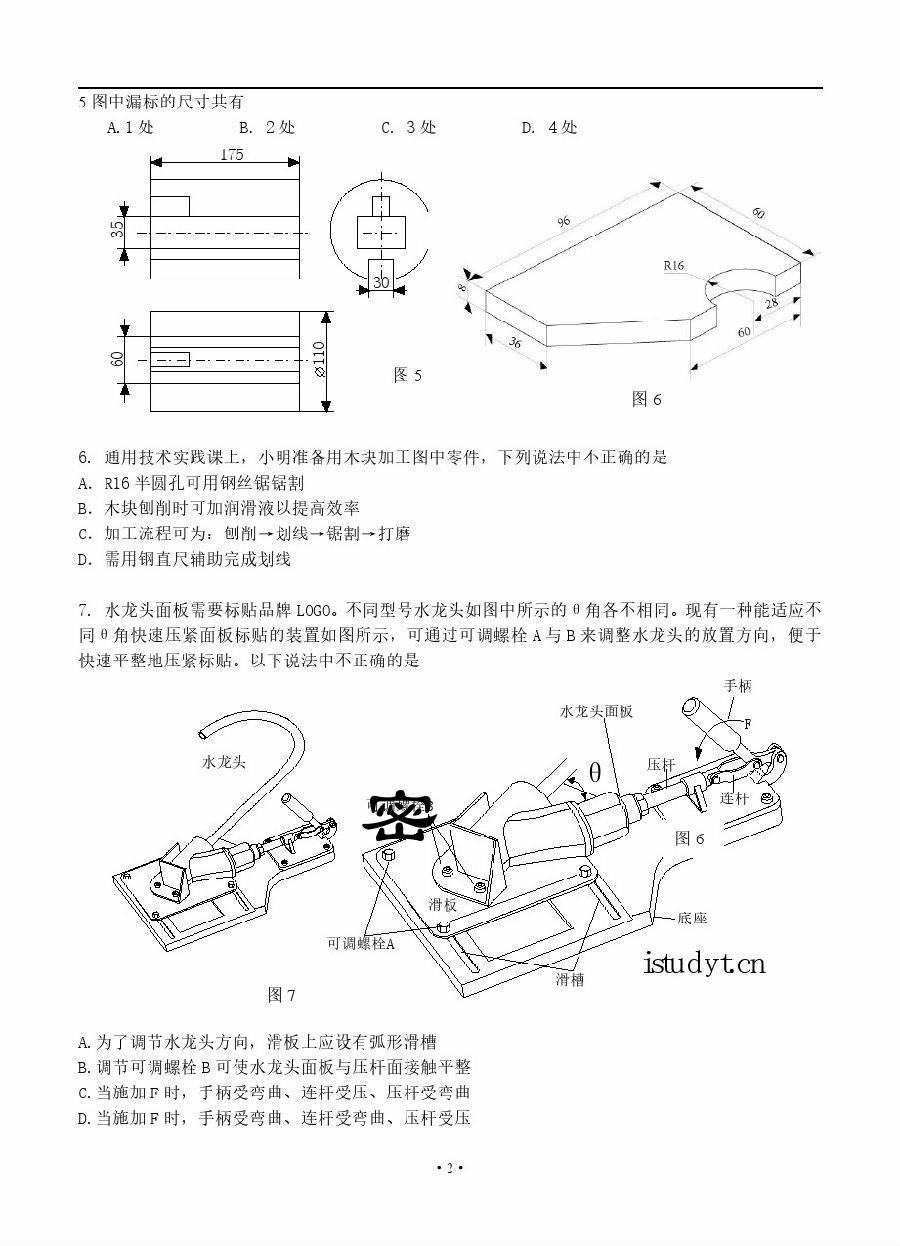 5 图中漏标的尺寸共有
A.1 处 B. 2 处 C. 3 处 D. 4 处
175
35
30
60
⌀110
图 5
96
60
R16
8
36
28
60
图 6
6. 通用技术实践课上，小明准备用木块加工图中零件，下列说法中不正确的是
A. R16 半圆孔可用钢丝锯锯割
B. 木块刨削时可加润滑液以提高效率
C. 加工流程可为：刨削→划线→锯割→打磨
D. 需用钢直尺辅助完成划线
7. 水龙头面板需要标贴品牌 LOGO。不同型号水龙头如图中所示的 θ 角各不相同。现有一种能适应不
同 θ 角快速压紧面板标贴的装置如图所示，可通过可调螺栓 A 与 B 来调整水龙头的放置方向，便于
快速平整地压紧标贴．以下说法中不正确的是
手柄
水龙头面板
F
水龙头
压杆
θ
连杆
密
图 6
滑板
底座
可调螺栓A
istudyt.cn
滑槽
图 7
A.为了调节水龙头方向，滑板上应设有弧形滑槽
B.调节可调螺栓 B 可使水龙头面板与压杆面接触平整
C.当施加 F 时，手柄受弯曲、连杆受压、压杆受弯曲
D.当施加 F 时，手柄受弯曲、连杆受弯曲、压杆受压
·2·